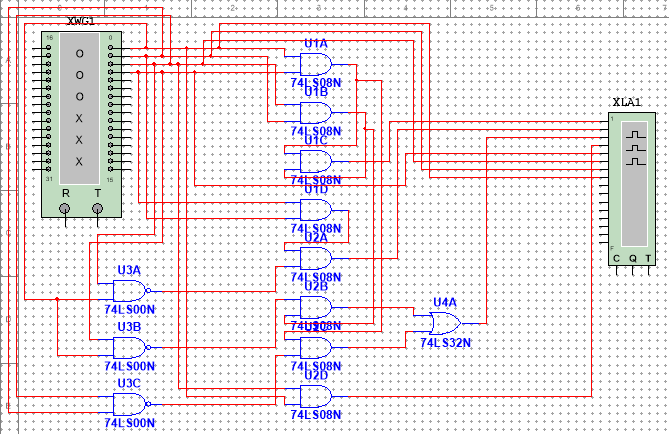 XWG1
16
0
O
O
O
X
X
X
31
15
R
T
U1A
74LS08N
U1B
74LS08N
U1C
74LS08N
U1D
74LS08N
U2A
74LS08N
U2B
74LS08N
74LS08N
U2D
74LS08N
U3A
74LS00N
U3B
74LS00N
U3C
74LS00N
U4A
74LS32N
XLA1
1
F
C Q T